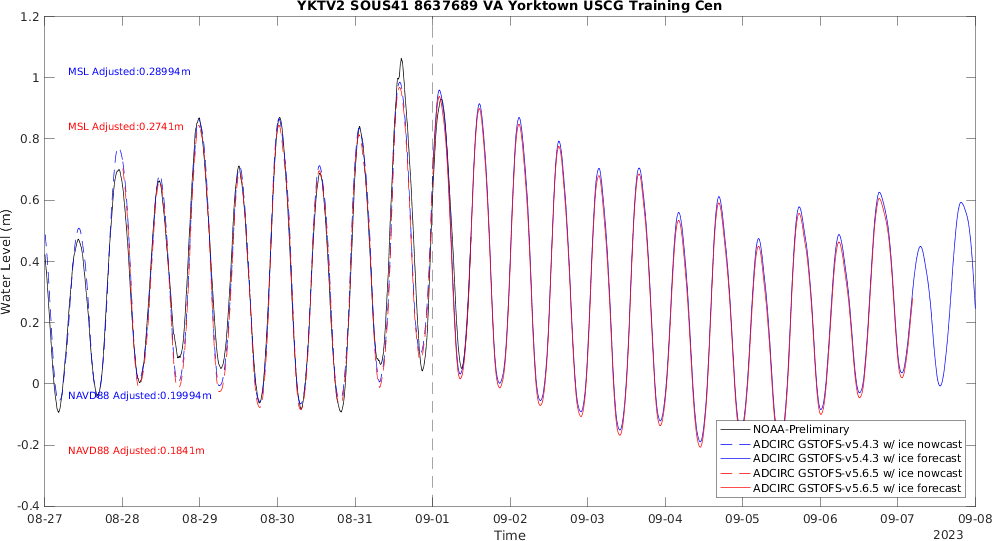 YKTV2 SOUS41 8637689 VA Yorktown USCG Training Cen
1.2
1
0.8
0.6
0.4
0.2
0
-0.2
-0.4
Water Level (m)
MSL Adjusted:0.28994m
MSL Adjusted:0.2741m
NAVD88 Adjusted:0.19994m
NAVD88 Adjusted:0.1841m
NOAA-Preliminary
ADCIRC GSTOFS-v5.4.3 w/ ice nowcast
ADCIRC GSTOFS-v5.4.3 w/ ice forecast
ADCIRC GSTOFS-v5.6.5 w/ ice nowcast
ADCIRC GSTOFS-v5.6.5 w/ ice forecast
08-27 08-28 08-29 08-30 08-31 09-01 09-02 09-03 09-04 09-05 09-06 09-07 09-08
Time
2023